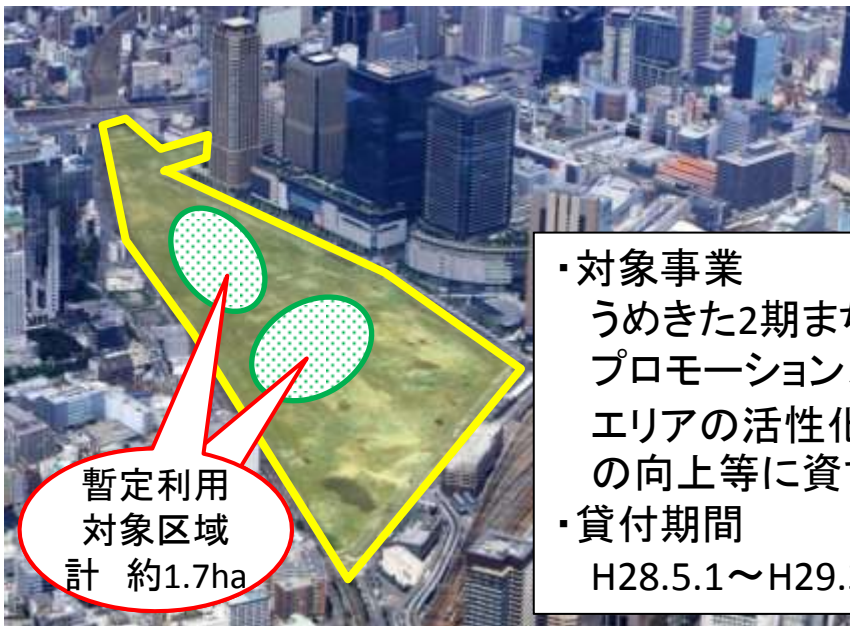 暫定利用
対象区域
計 約1.7ha
・対象事業
うめきた2期ま
プロモーション
エリアの活性
の向上等に資
・貸付期間
H28.5.1～H29.